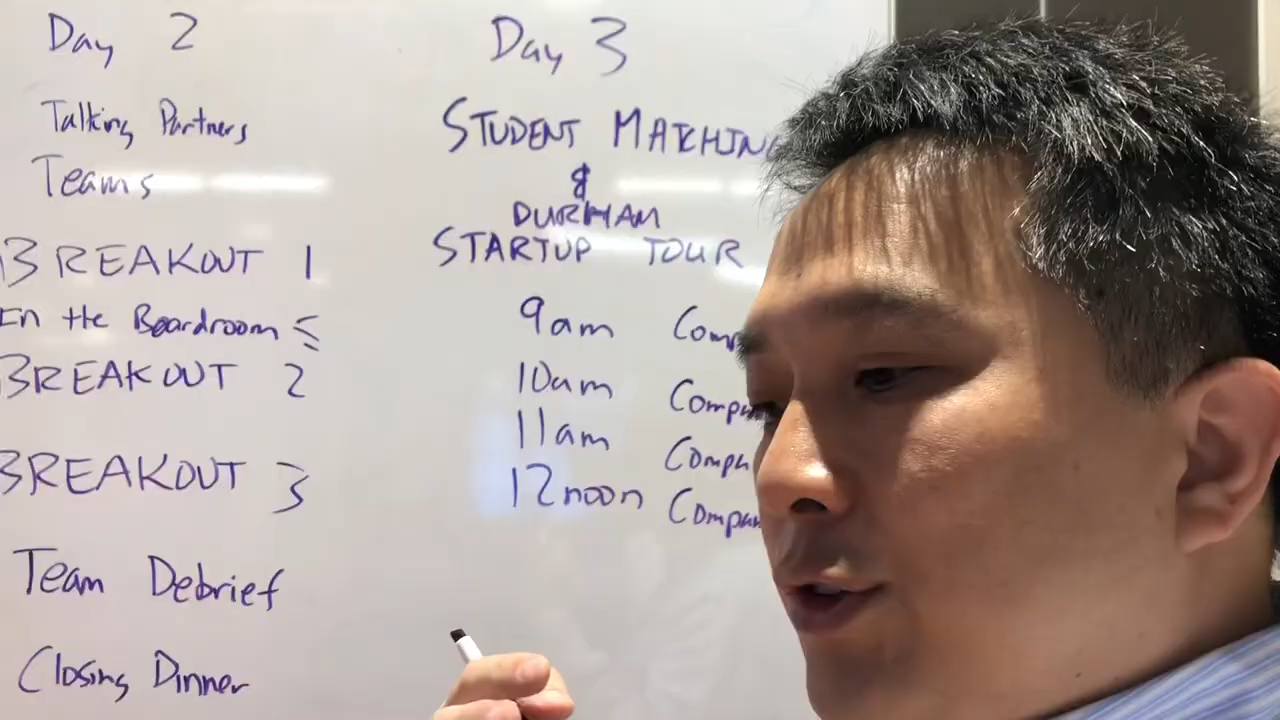 Day 2
Talking Partners
Teams
BREAKOUT 1
In the Boardroom
BREAKOUT 2
BREAKOUT 3
Team Debrief
Closing Dinner
Day 3
STUDENT MATCHING
&
DURHAM
STARTUP TOUR
9am Comp
10am Compa
11am Compa
12noon Compan